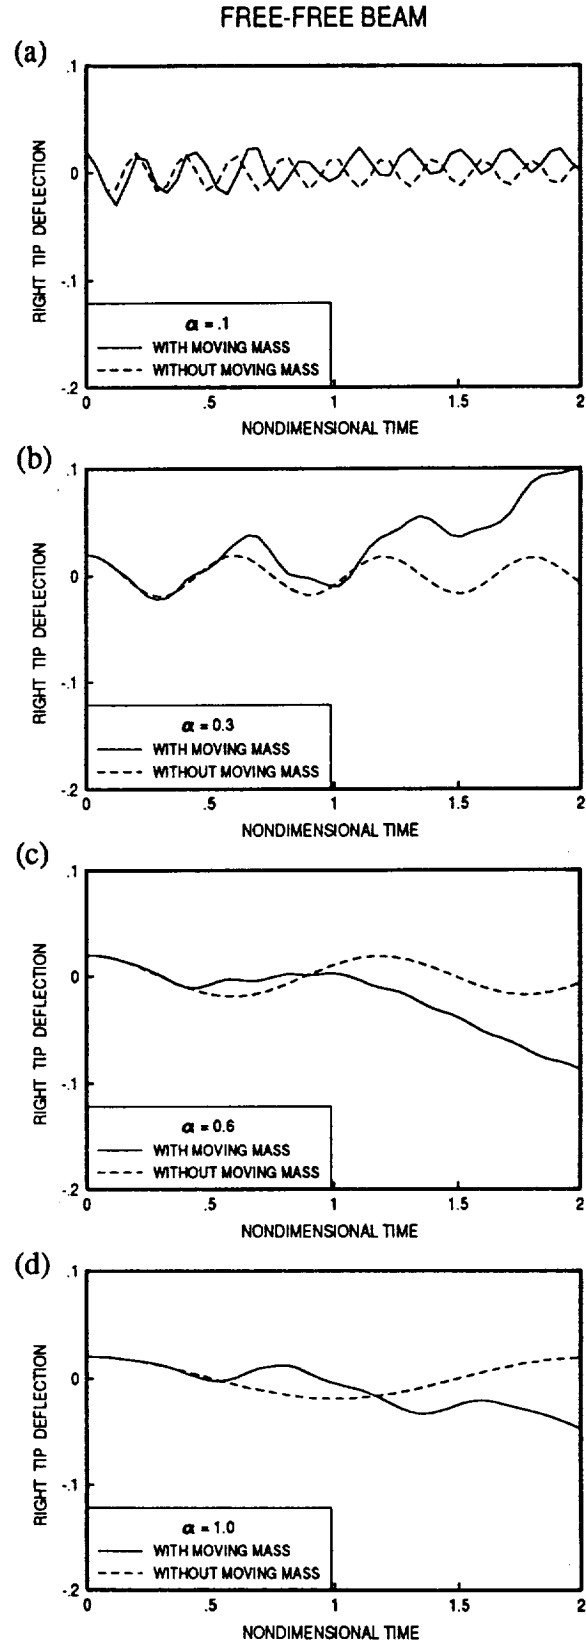 FREE-FREE BEAM
(a)
.1
0
-.1
-.2
RIGHT TIP DEFLECTION
α = .1
WITH MOVING MASS
WITHOUT MOVING MASS
0 .5 1 1.5 2
NONDIMENSIONAL TIME
(b)
.1
0
-.1
-.2
RIGHT TIP DEFLECTION
α = 0.3
WITH MOVING MASS
WITHOUT MOVING MASS
0 .5 1 1.5 2
NONDIMENSIONAL TIME
(c)
.1
0
-.1
-.2
RIGHT TIP DEFLECTION
α = 0.6
WITH MOVING MASS
WITHOUT MOVING MASS
0 .5 1 1.5 2
NONDIMENSIONAL TIME
(d)
.1
0
-.1
-.2
RIGHT TIP DEFLECTION
α = 1.0
WITH MOVING MASS
WITHOUT MOVING MASS
0 .5 1 1.5 2
NONDIMENSIONAL TIME